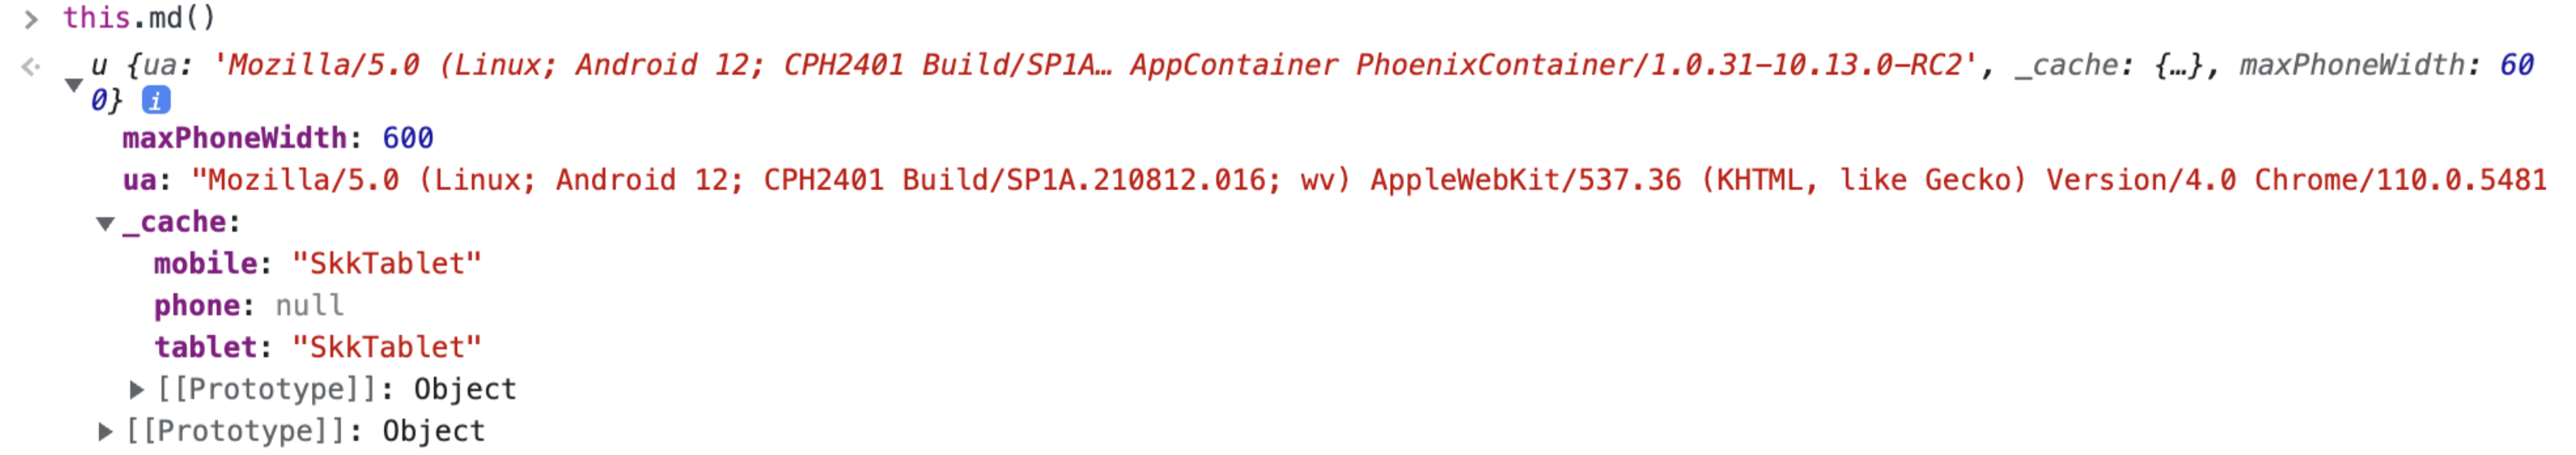 > this.md()
u {ua: 'Mozilla/5.0 (Linux; Android 12; CPH2401 Build/SP1A… AppContainer PhoenixContainer/1.0.31-10.13.0-RC2', _cache: {…}, maxPhoneWidth: 60
0} i
maxPhoneWidth: 600
ua: "Mozilla/5.0 (Linux; Android 12; CPH2401 Build/SP1A.210812.016; wv) AppleWebKit/537.36 (KHTML, like Gecko) Version/4.0 Chrome/110.0.5481
_cache:
mobile: "SkkTablet"
phone: null
tablet: "SkkTablet"
[[Prototype]]: Object
[[Prototype]]: Object